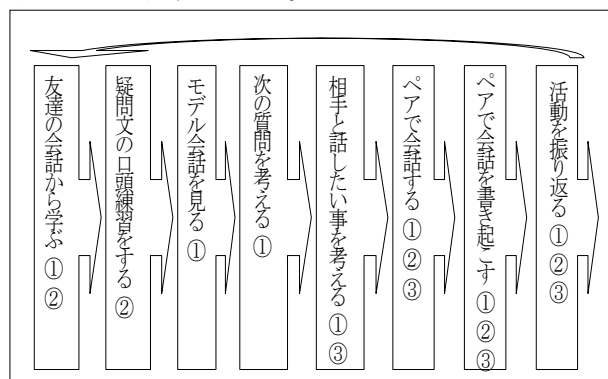 友達の会話から学ぶ①②
疑問文の口頭練習をする②
モデル会話を見る①
次の質問を考える①
相手と話したい事を考える①③
ペアで会話する①②③
ペアで会話を書き起こす①②③
活動を振り返る①②③